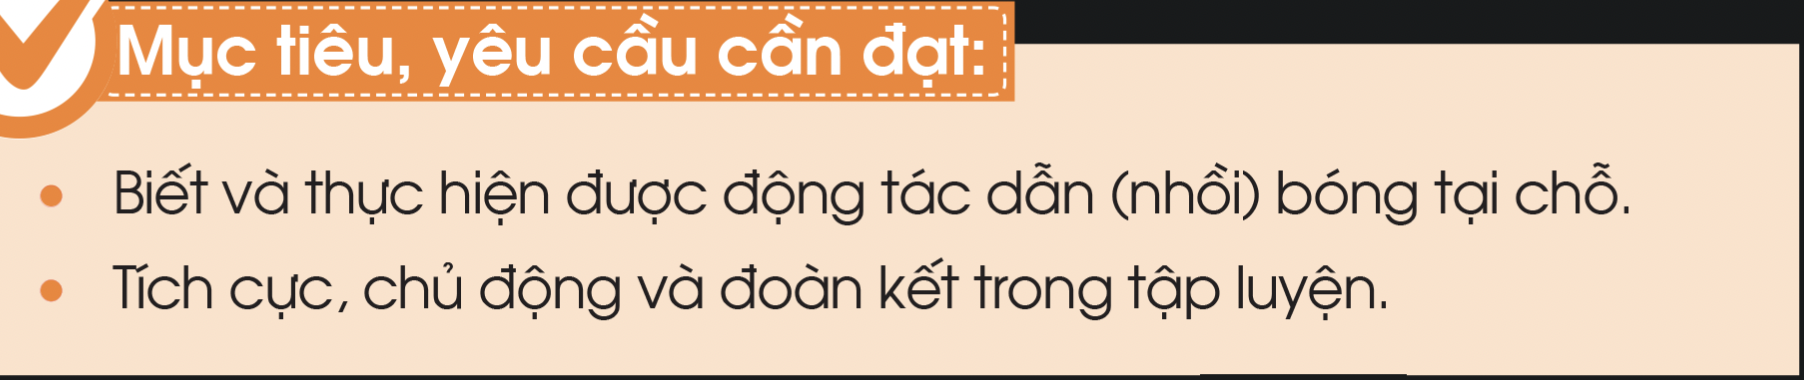 Mục tiêu, yêu cầu cần đạt:
Biết và thực hiện được động tác dẫn (nhồi) bóng tại chỗ.
Tích cực, chủ động và đoàn kết trong tập luyện.